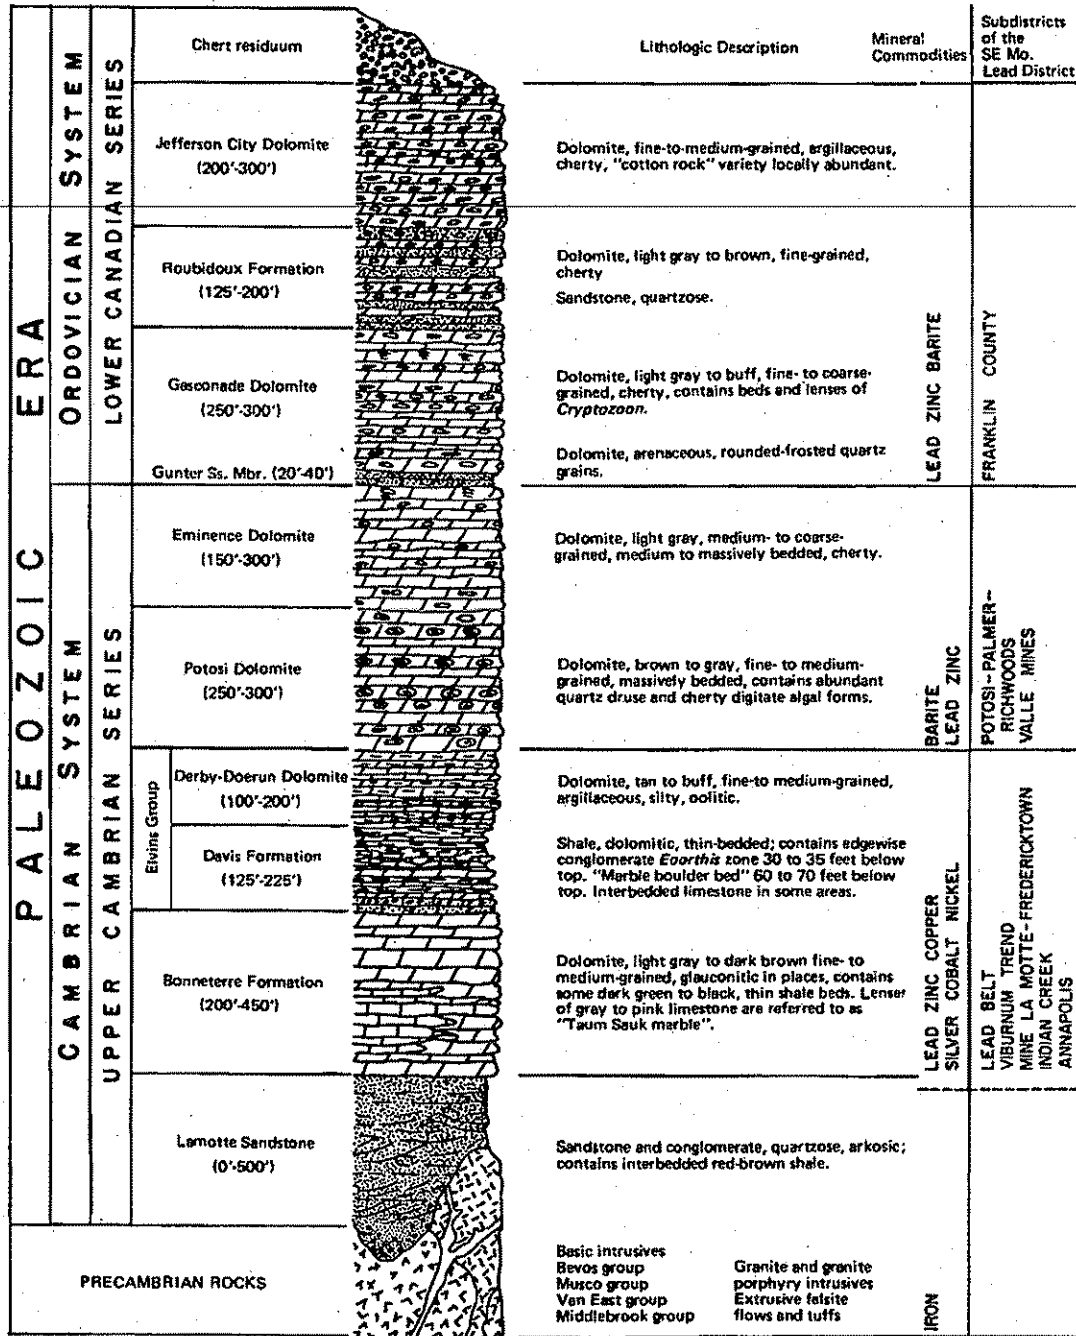 Chert residuum
Lithologic Description
Mineral
Commodities
Subdistricts
of the
SE Mo.
Lead District
PALEOZOIC ERA
ORDOVICIAN SYSTEM
LOWER CANADIAN SERIES
Jefferson City Dolomite
(200'-300')
Dolomite, fine-to-medium-grained, argillaceous,
cherty, "cotton rock" variety locally abundant.
Roubidoux Formation
(125'-200')
Dolomite, light gray to brown, fine-grained,
cherty
Sandstone, quartzose.
Gasconade Dolomite
(250'-300')
Dolomite, light gray to buff, fine- to coarse-
grained, cherty, contains beds and lenses of
Cryptozoon.
Gunter Ss. Mbr. (20'-40')
Dolomite, arenaceous, rounded-frosted quartz
grains.
LEAD ZINC BARITE
FRANKLIN COUNTY
CAMBRIAN SYSTEM
UPPER CAMBRIAN SERIES
Eminence Dolomite
(150'-300')
Dolomite, light gray, medium- to coarse-
grained, medium to massively bedded, cherty.
Potosi Dolomite
(250'-300')
Dolomite, brown to gray, fine- to medium-
grained, massively bedded, contains abundant
quartz druse and cherty digitate algal forms.
BARITE
LEAD ZINC
POTOSI-PALMER-
RICHWOODS
VALLE MINES
Elvins Group
Derby-Doerun Dolomite
(100'-200')
Dolomite, tan to buff, fine-to medium-grained,
argillaceous, silty, oolitic.
Davis Formation
(125'-225')
Shale, dolomitic, thin-bedded; contains edgewise
conglomerate Eoorthis zone 30 to 35 feet below
top. "Marble boulder bed" 60 to 70 feet below
top. Interbedded limestone in some areas.
Bonneterre Formation
(200'-450')
Dolomite, light gray to dark brown fine- to
medium-grained, glauconitic in places, contains
some dark green to black, thin shale beds. Lenses
of gray to pink limestone are referred to as
"Taum Sauk marble".
LEAD ZINC COPPER
SILVER COBALT NICKEL
LEAD BELT
VIBURNUM TREND
MINE LA MOTTE-FREDERICKTOWN
INDIAN CREEK
ANNAPOLIS
Lamotte Sandstone
(0'-500')
Sandstone and conglomerate, quartzose, arkosic;
contains interbedded red-brown shale.
PRECAMBRIAN ROCKS
Basic intrusives
Bevos group
Musco group
Van East group
Middlebrook group
Granite and granite
porphyry intrusives
Extrusive felsite
flows and tuffs
IRON